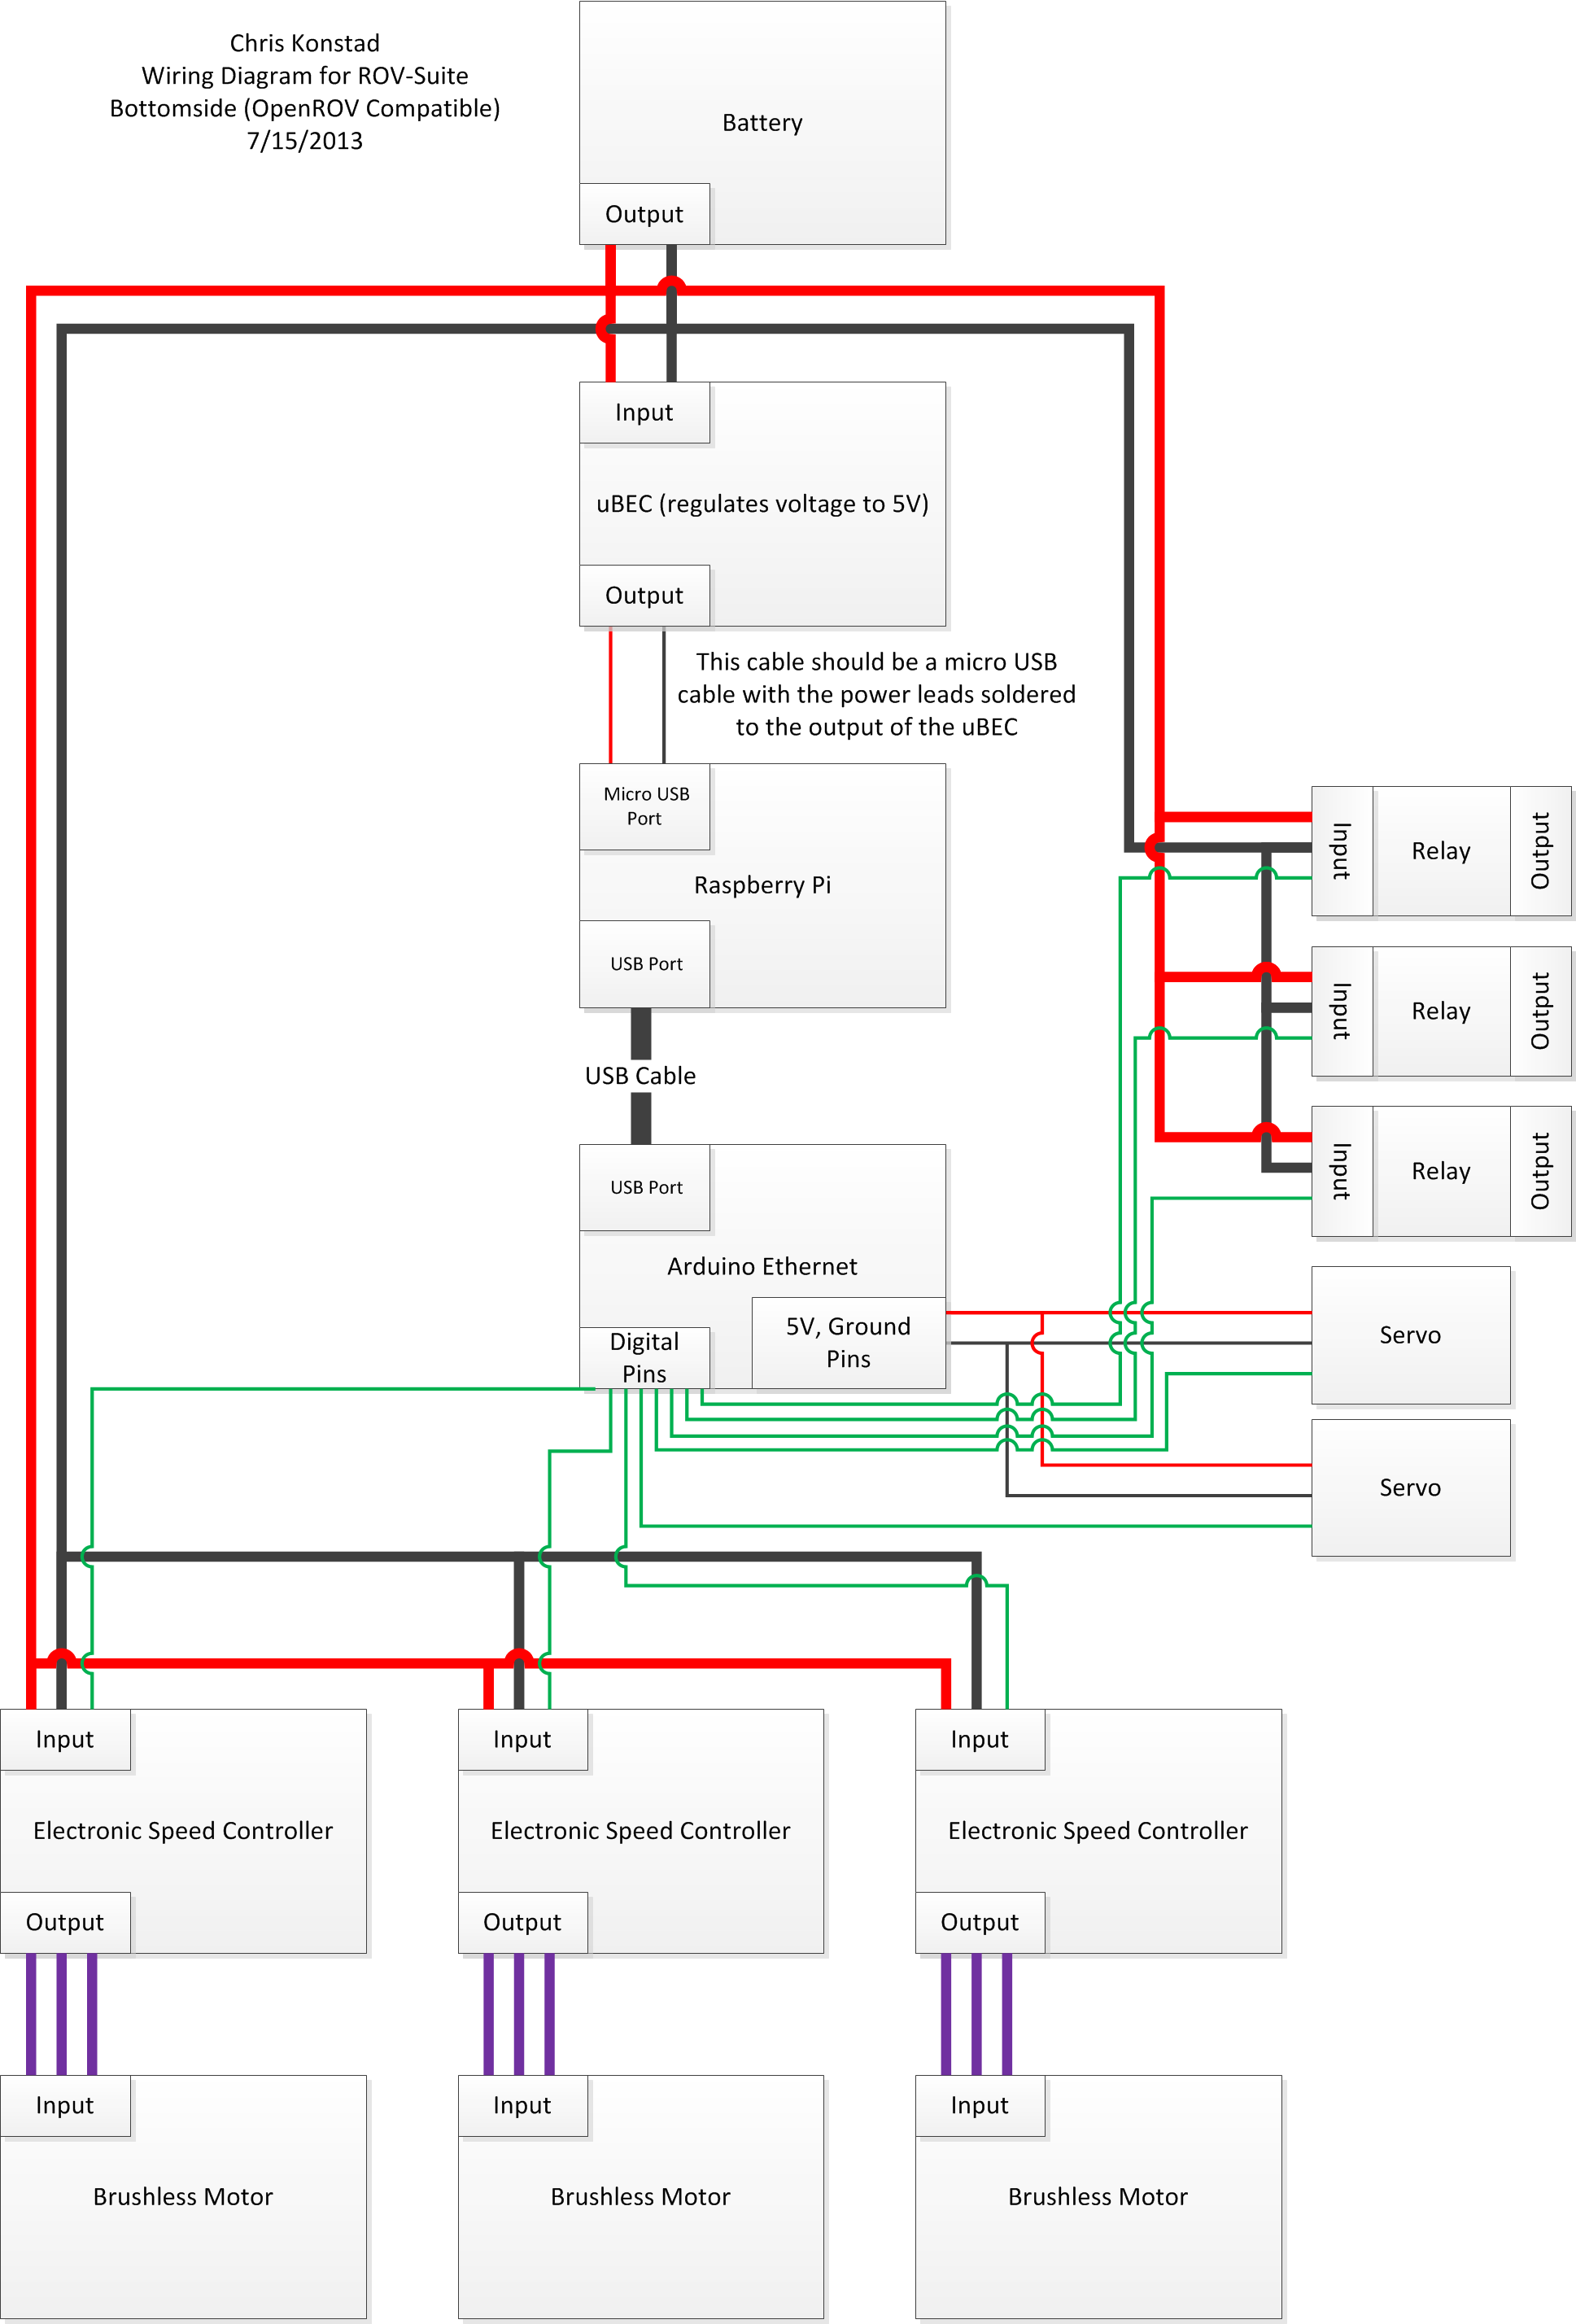 Chris Konstad
Wiring Diagram for ROV-Suite
Bottomside (OpenROV Compatible)
7/15/2013
Battery
Output
Input
uBEC (regulates voltage to 5V)
Output
This cable should be a micro USB
cable with the power leads soldered
to the output of the uBEC
Micro USB
Port
Raspberry Pi
USB Port
USB Cable
USB Port
Arduino Ethernet
5V, Ground
Pins
Digital
Pins
Input
Relay
Output
Input
Relay
Output
Input
Relay
Output
Servo
Servo
Input
Electronic Speed Controller
Output
Input
Electronic Speed Controller
Output
Input
Electronic Speed Controller
Output
Input
Brushless Motor
Input
Brushless Motor
Input
Brushless Motor